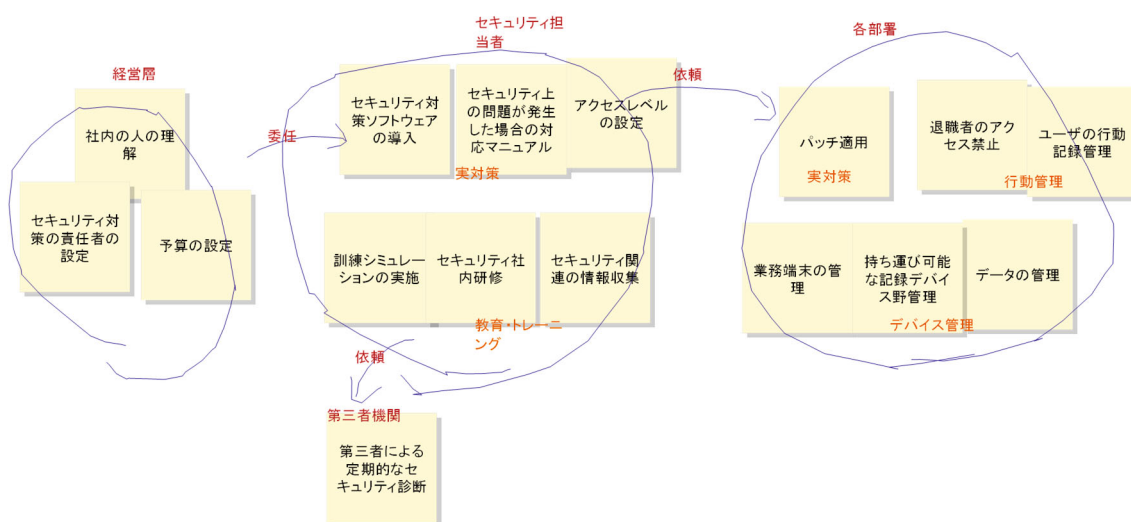 経営層
社内の人の理
解
セキュリティ対
策の責任者の
設定
予算の設定
委任
セキュリティ担
当者
セキュリティ対
策ソフトウェア
の導入
セキュリティ上
の問題が発生
した場合の対
応マニュアル
アクセスレベル
の設定
実対策
訓練シミュレー
ションの実施
セキュリティ社
内研修
セキュリティ関
連の情報収集
教育・トレーニ
ング
依頼
第三者機関
第三者による
定期的なセ
キュリティ診断
依頼
各部署
パッチ適用
実対策
退職者のアク
セス禁止
ユーザの行動
記録管理
行動管理
業務端末の管
理
持ち運び可能
な記録デバイ
ス野管理
データの管理
デバイス管理